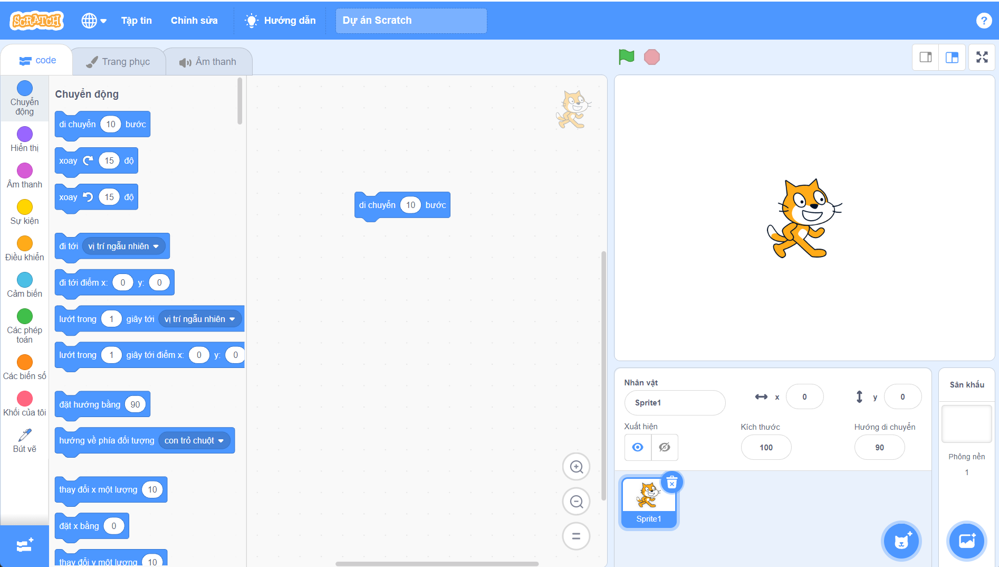 SCRATCH
Tập tin
Chỉnh sửa
Hướng dẫn
Dự án Scratch
?
code
Trang phục
Âm thanh
Chuyển động
Hiển thị
Âm thanh
Sự kiện
Điều khiển
Cảm biến
Các phép toán
Các biến số
Khối của tôi
Bút vẽ
Chuyển động
di chuyển 10 bước
xoay 15 độ
xoay 15 độ
đi tới vị trí ngẫu nhiên
đi tới điểm x: 0 y: 0
lướt trong 1 giây tới vị trí ngẫu nhiên
lướt trong 1 giây tới điểm x: 0 y: 0
đặt hướng bằng 90
hướng về phía đối tượng con trỏ chuột
thay đổi x một lượng 10
đặt x bằng 0
thay đổi y một lượng 10
di chuyển 10 bước
Nhân vật
Sprite1
x 0
y 0
Xuất hiện
Kích thước
100
Hướng di chuyển
90
Sprite1
Sân khấu
Phông nền
1